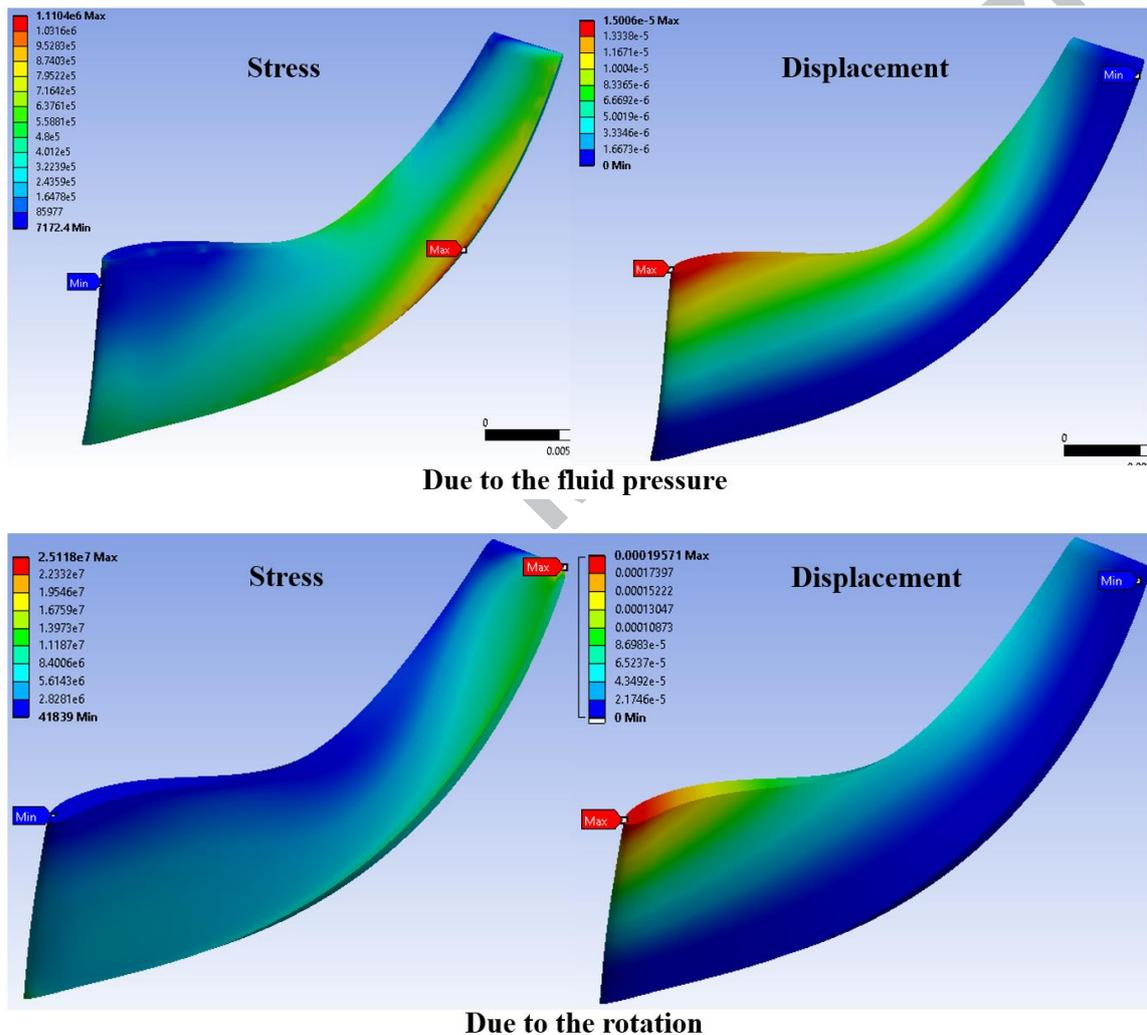 1.1104e6 Max
1.0316e6
9.5283e5
8.7403e5
7.9522e5
7.1642e5
6.3761e5
5.5881e5
4.8e5
4.012e5
3.2239e5
2.4359e5
1.6478e5
85977
7172.4 Min
Stress
Max
Min
0
0.005
1.5006e-5 Max
1.3338e-5
1.1671e-5
1.0004e-5
8.3365e-6
6.6692e-6
5.0019e-6
3.3346e-6
1.6673e-6
0 Min
Displacement
Min
Max
0
Due to the fluid pressure
2.5118e7 Max
2.2332e7
1.9546e7
1.6759e7
1.3973e7
1.1187e7
8.4006e6
5.6143e6
2.8281e6
41839 Min
Stress
Max
Min
0.00019571 Max
0.00017397
0.00015222
0.00013047
0.00010873
8.6983e-5
6.5237e-5
4.3492e-5
2.1746e-5
0 Min
Displacement
Min
Max
Due to the rotation